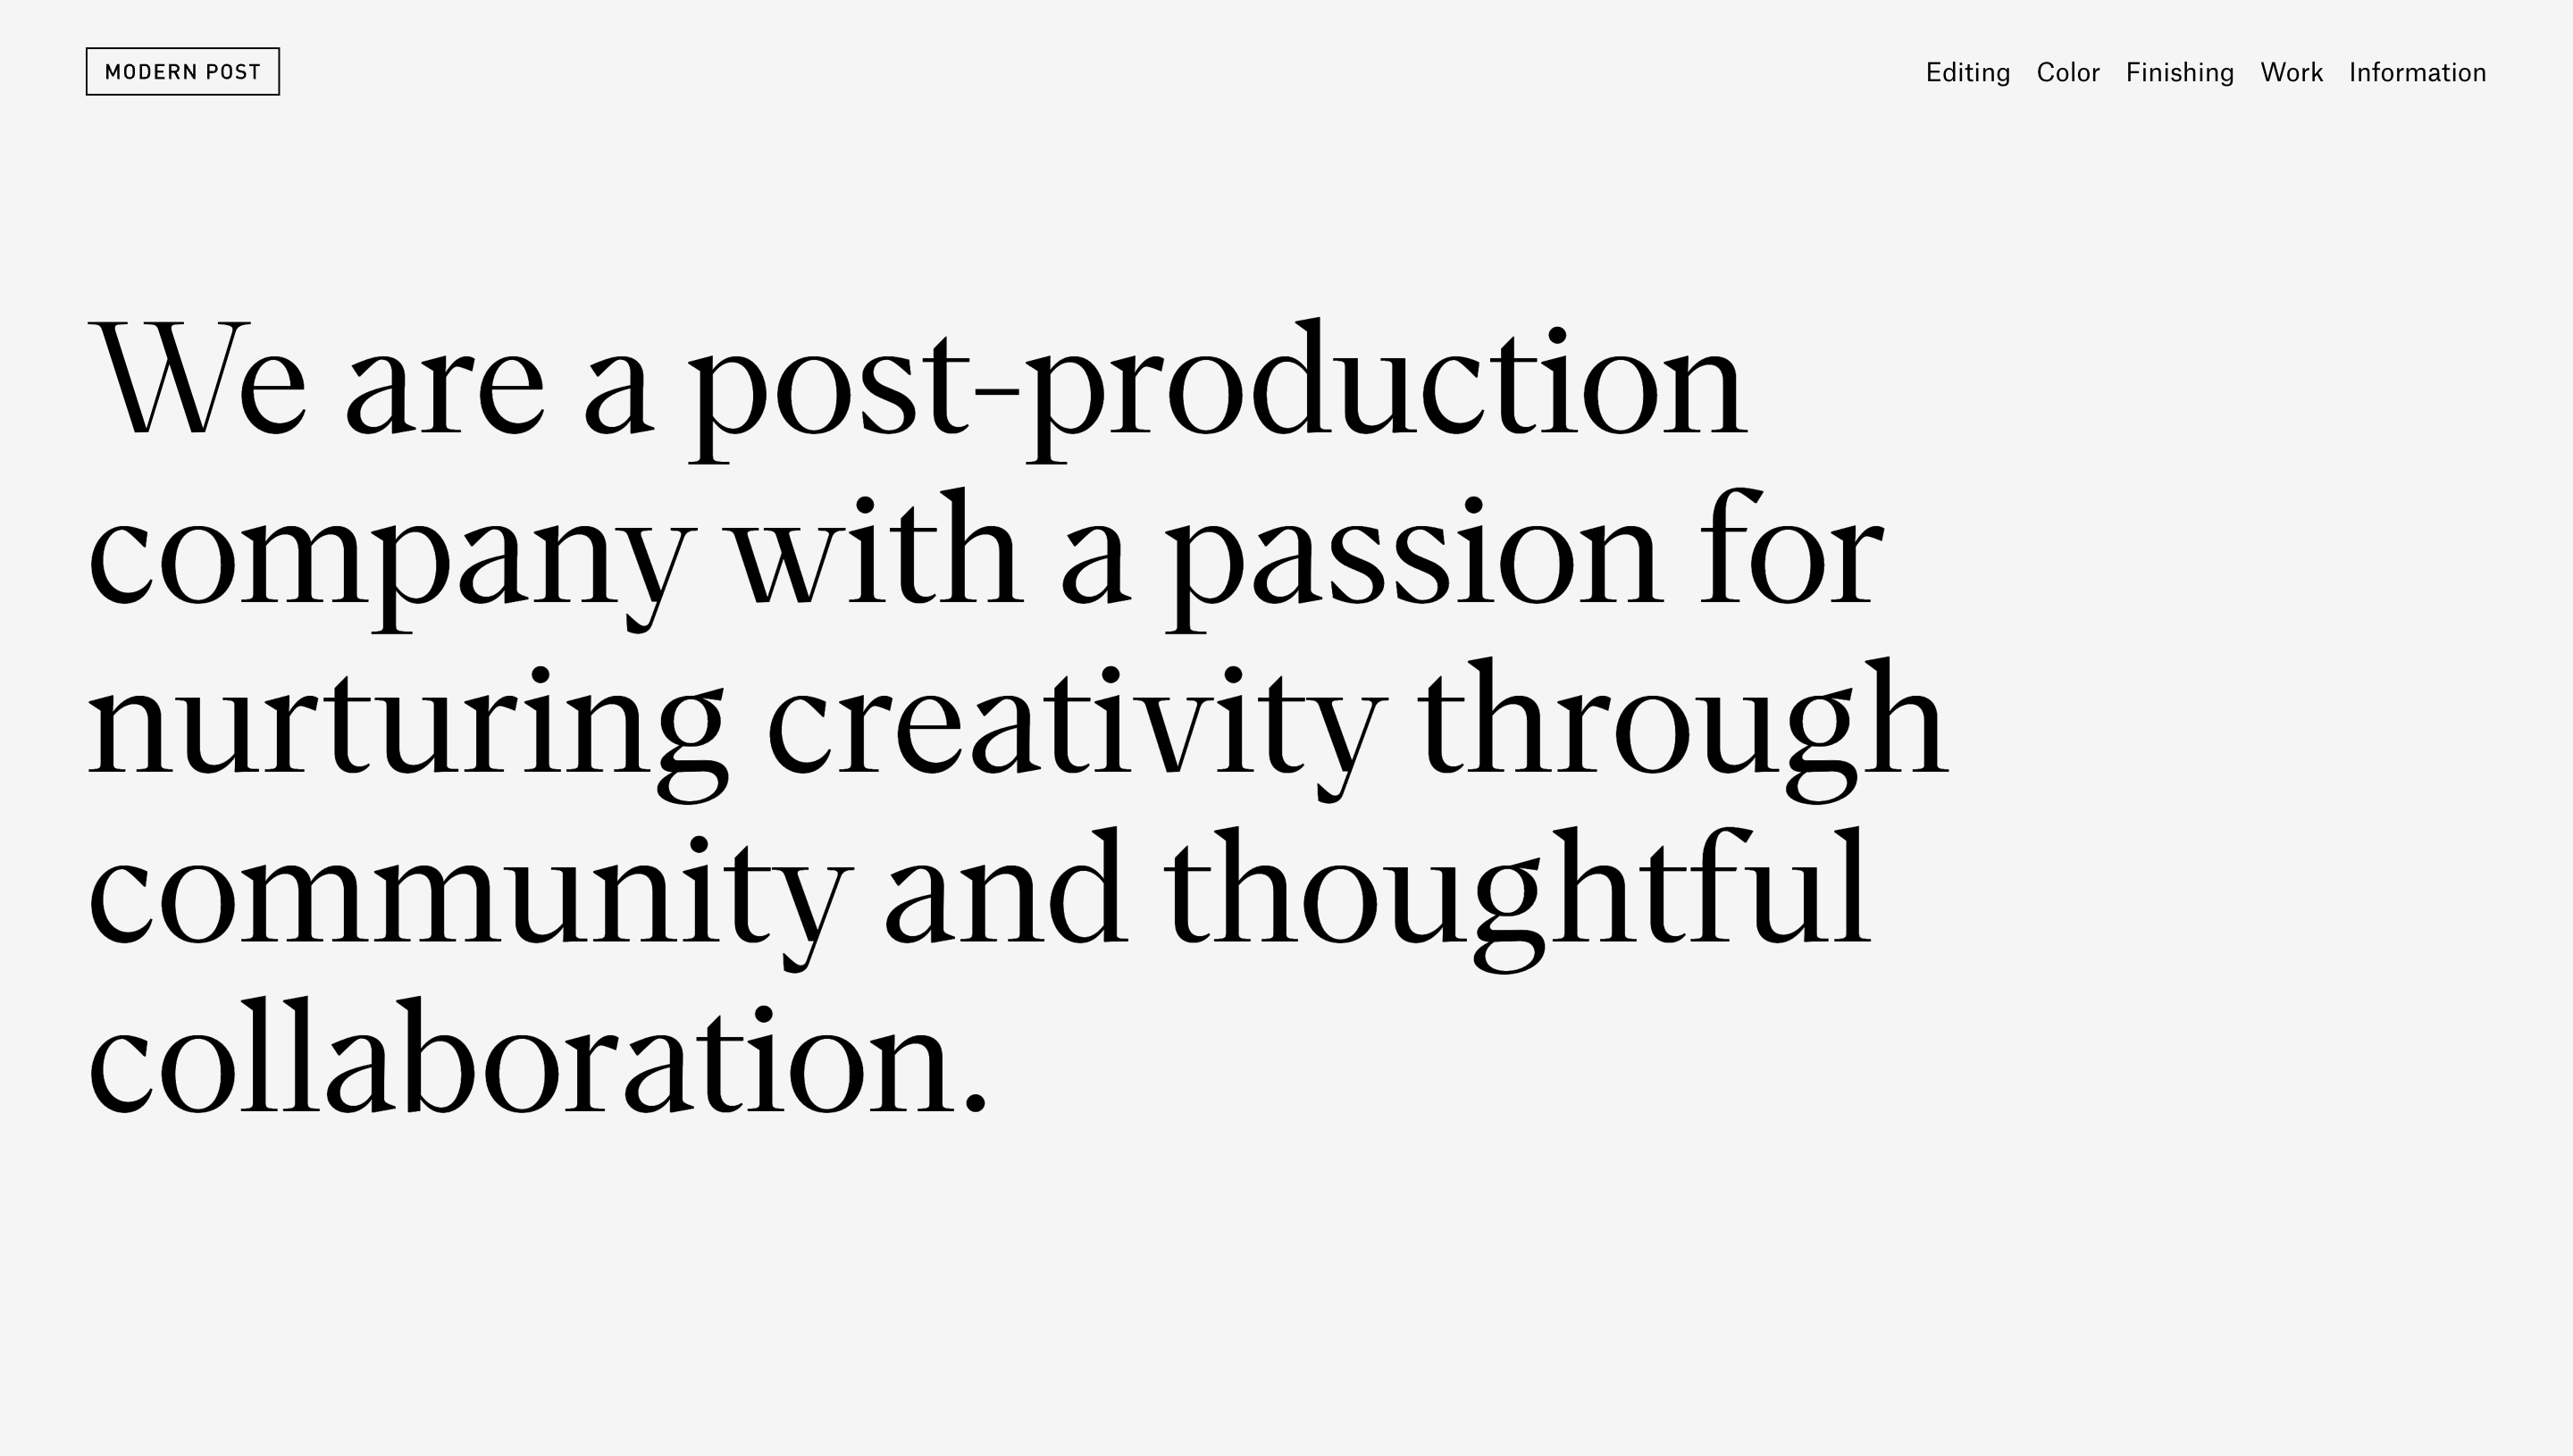 MODERN POST
Editing Color Finishing Work Information
We are a post-production
company with a passion for
nurturing creativity through
community and thoughtful
collaboration.